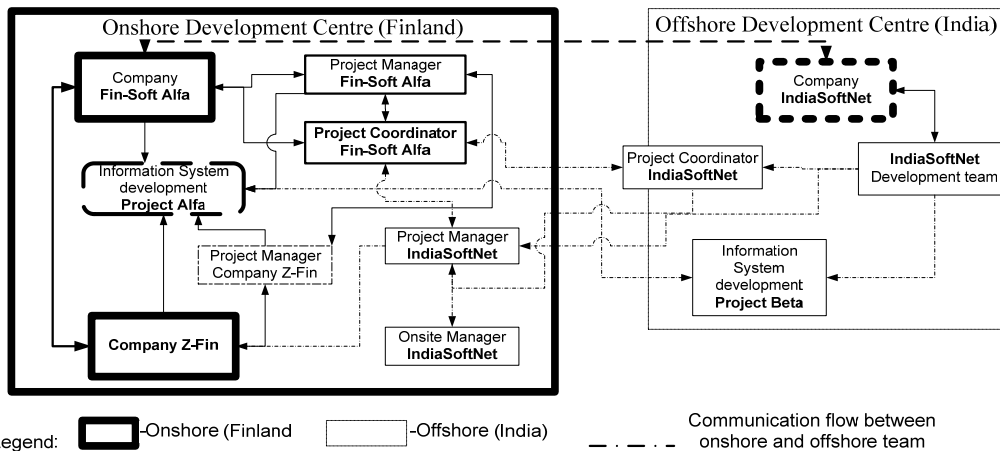 Onshore Development Centre (Finland)
Offshore Development Centre (India)
Company
Fin-Soft Alfa
Project Manager
Fin-Soft Alfa
Project Coordinator
Fin-Soft Alfa
Information System
development
Project Alfa
Project Manager
Company Z-Fin
Project Manager
IndiaSoftNet
Company Z-Fin
Onsite Manager
IndiaSoftNet
Company
IndiaSoftNet
Project Coordinator
IndiaSoftNet
IndiaSoftNet
Development team
Information
System
development
Project Beta
egend:
-Onshore (Finland
-Offshore (India)
Communication flow between
onshore and offshore team